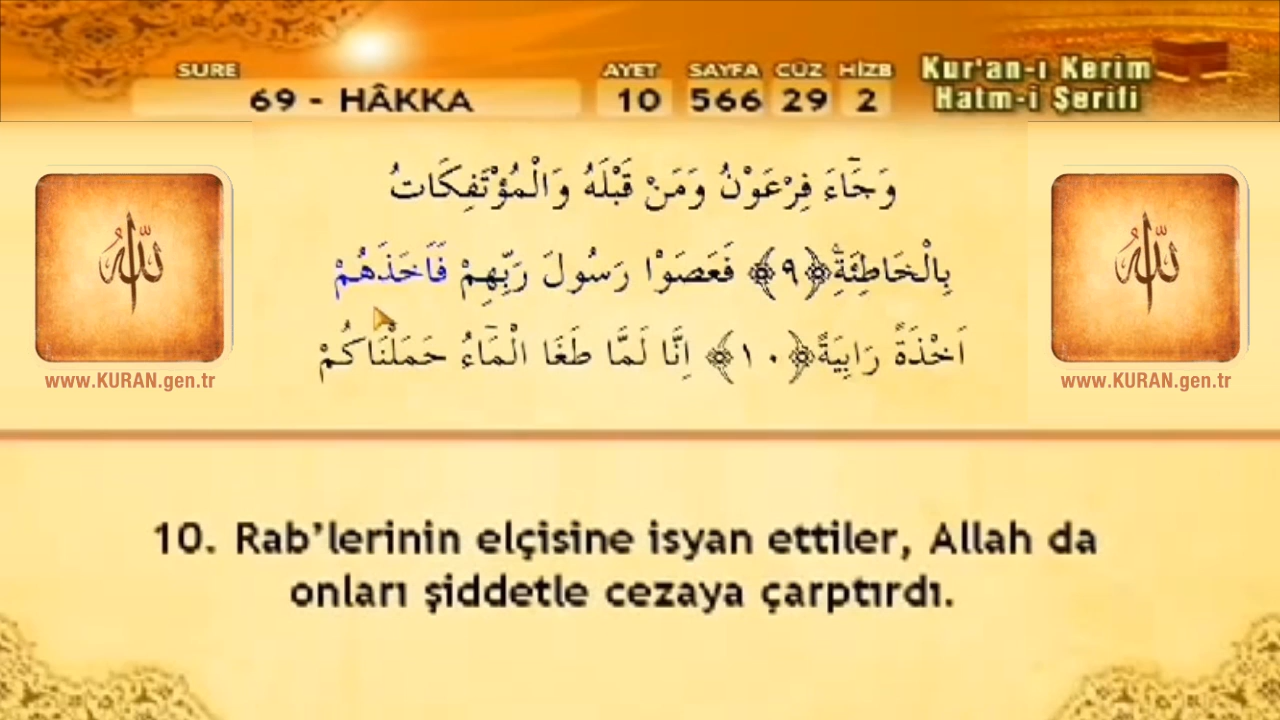 SURE AYET SAYFA CÜZ HİZB
69 - HÂKKA 10 566 29 2
Kur'an-ı Kerim
Hatm-i Şerifi
وَجَٓاءَ فِرْعَوْنُ وَمَنْ قَبْلَهُ وَالْمُؤْتَفِكَاتُ
بِالْخَاطِئَةِۚ ﴿٩﴾ فَعَصَوْا رَسُولَ رَبِّهِمْ فَاَخَذَهُمْ
اَخْذَةً رَابِيَةً ﴿١٠﴾ اِنَّا لَمَّا طَغَا الْمَٓاءُ حَمَلْنَاكُمْ
اللّٰه
www.KURAN.gen.tr
اللّٰه
www.KURAN.gen.tr
10. Rab’lerinin elçisine isyan ettiler, Allah da
onları şiddetle cezaya çarptırdı.